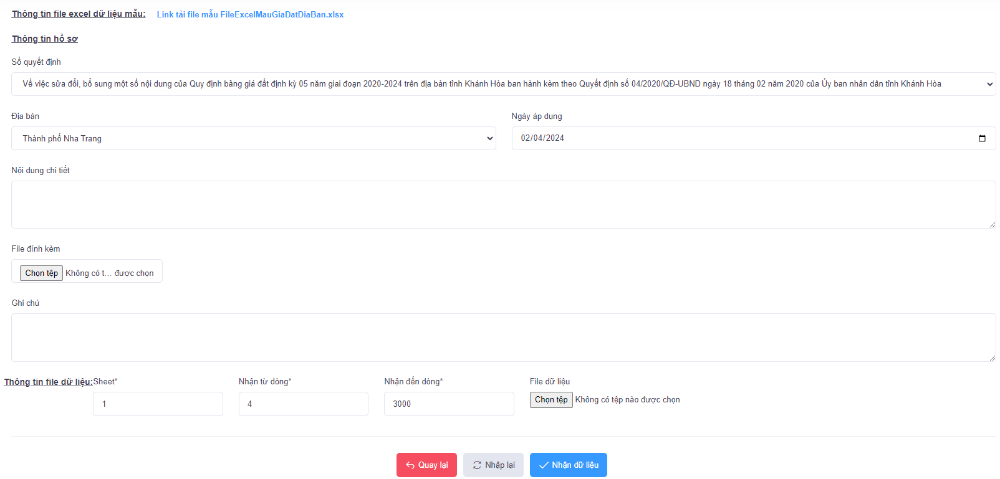 Thông tin file excel dữ liệu mẫu: Link tải file mẫu FileExcelMauGiaDatDiaBan.xlsx
Thông tin hồ sơ
Số quyết định
Về việc sửa đổi, bổ sung một số nội dung của Quy định bảng giá đất định kỳ 05 năm giai đoạn 2020-2024 trên địa bàn tỉnh Khánh Hòa ban hành kèm theo Quyết định số 04/2020/QĐ-UBND ngày 18 tháng 02 năm 2020 của Ủy ban nhân dân tỉnh Khánh Hòa
Địa bàn Ngày áp dụng
Thành phố Nha Trang 02/04/2024
Nội dung chi tiết
File đính kèm
Chọn tệp Không có t... được chọn
Ghi chú
Thông tin file dữ liệu: Sheet* Nhận từ dòng* Nhận đến dòng* File dữ liệu
1 4 3000 Chọn tệp Không có tệp nào được chọn
Quay lại Nhập lại Nhận dữ liệu